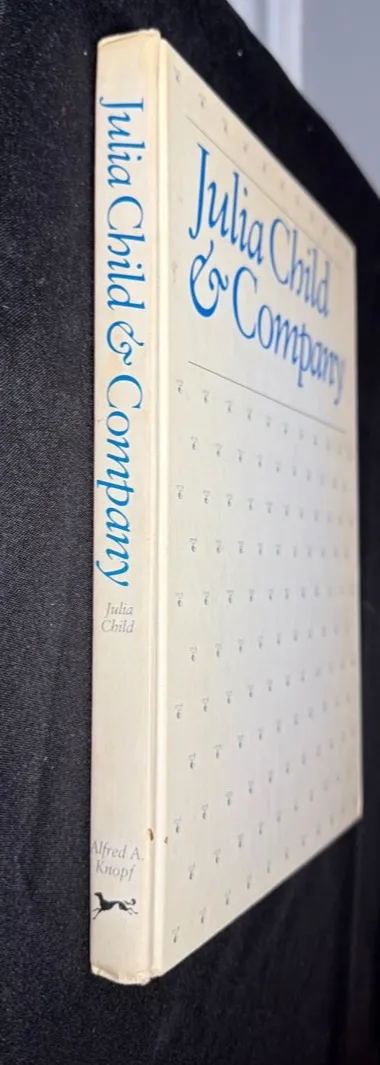 Julia Child & Company
Julia
Child
Alfred A.
Knopf
Julia Child
& Company